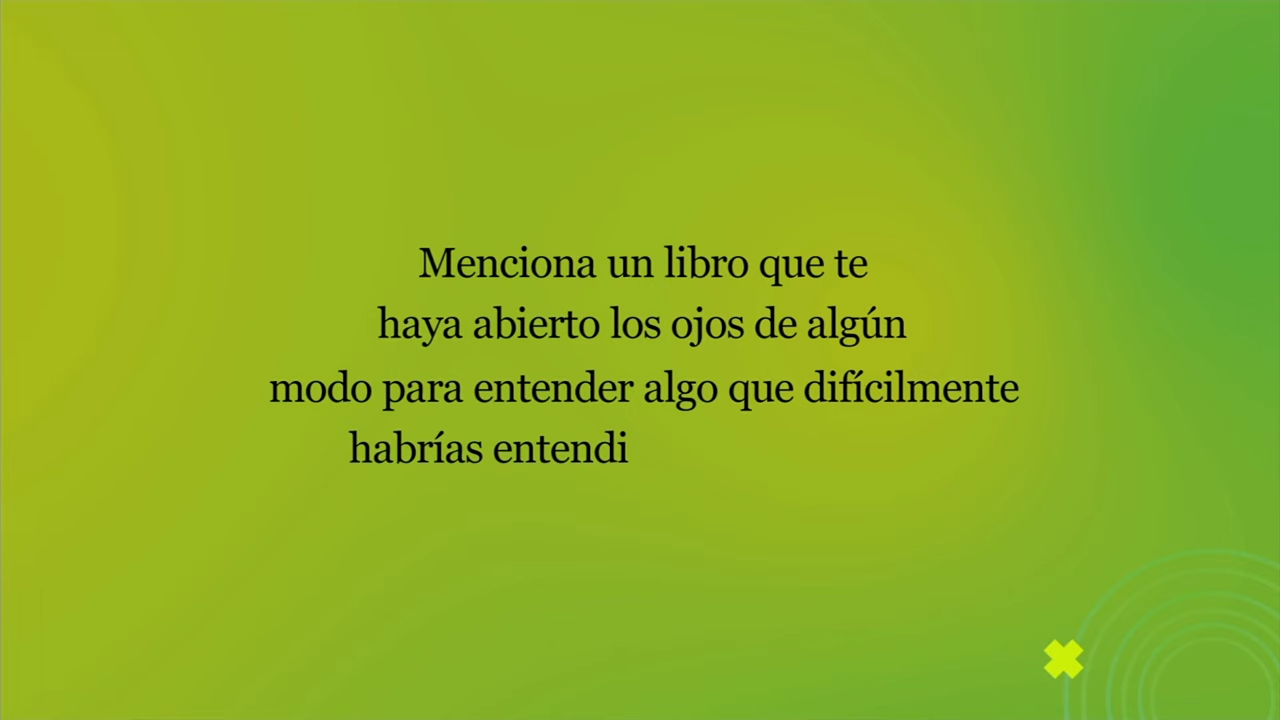 Menciona un libro que te
haya abierto los ojos de algún
modo para entender algo que difícilmente
habrías entendi